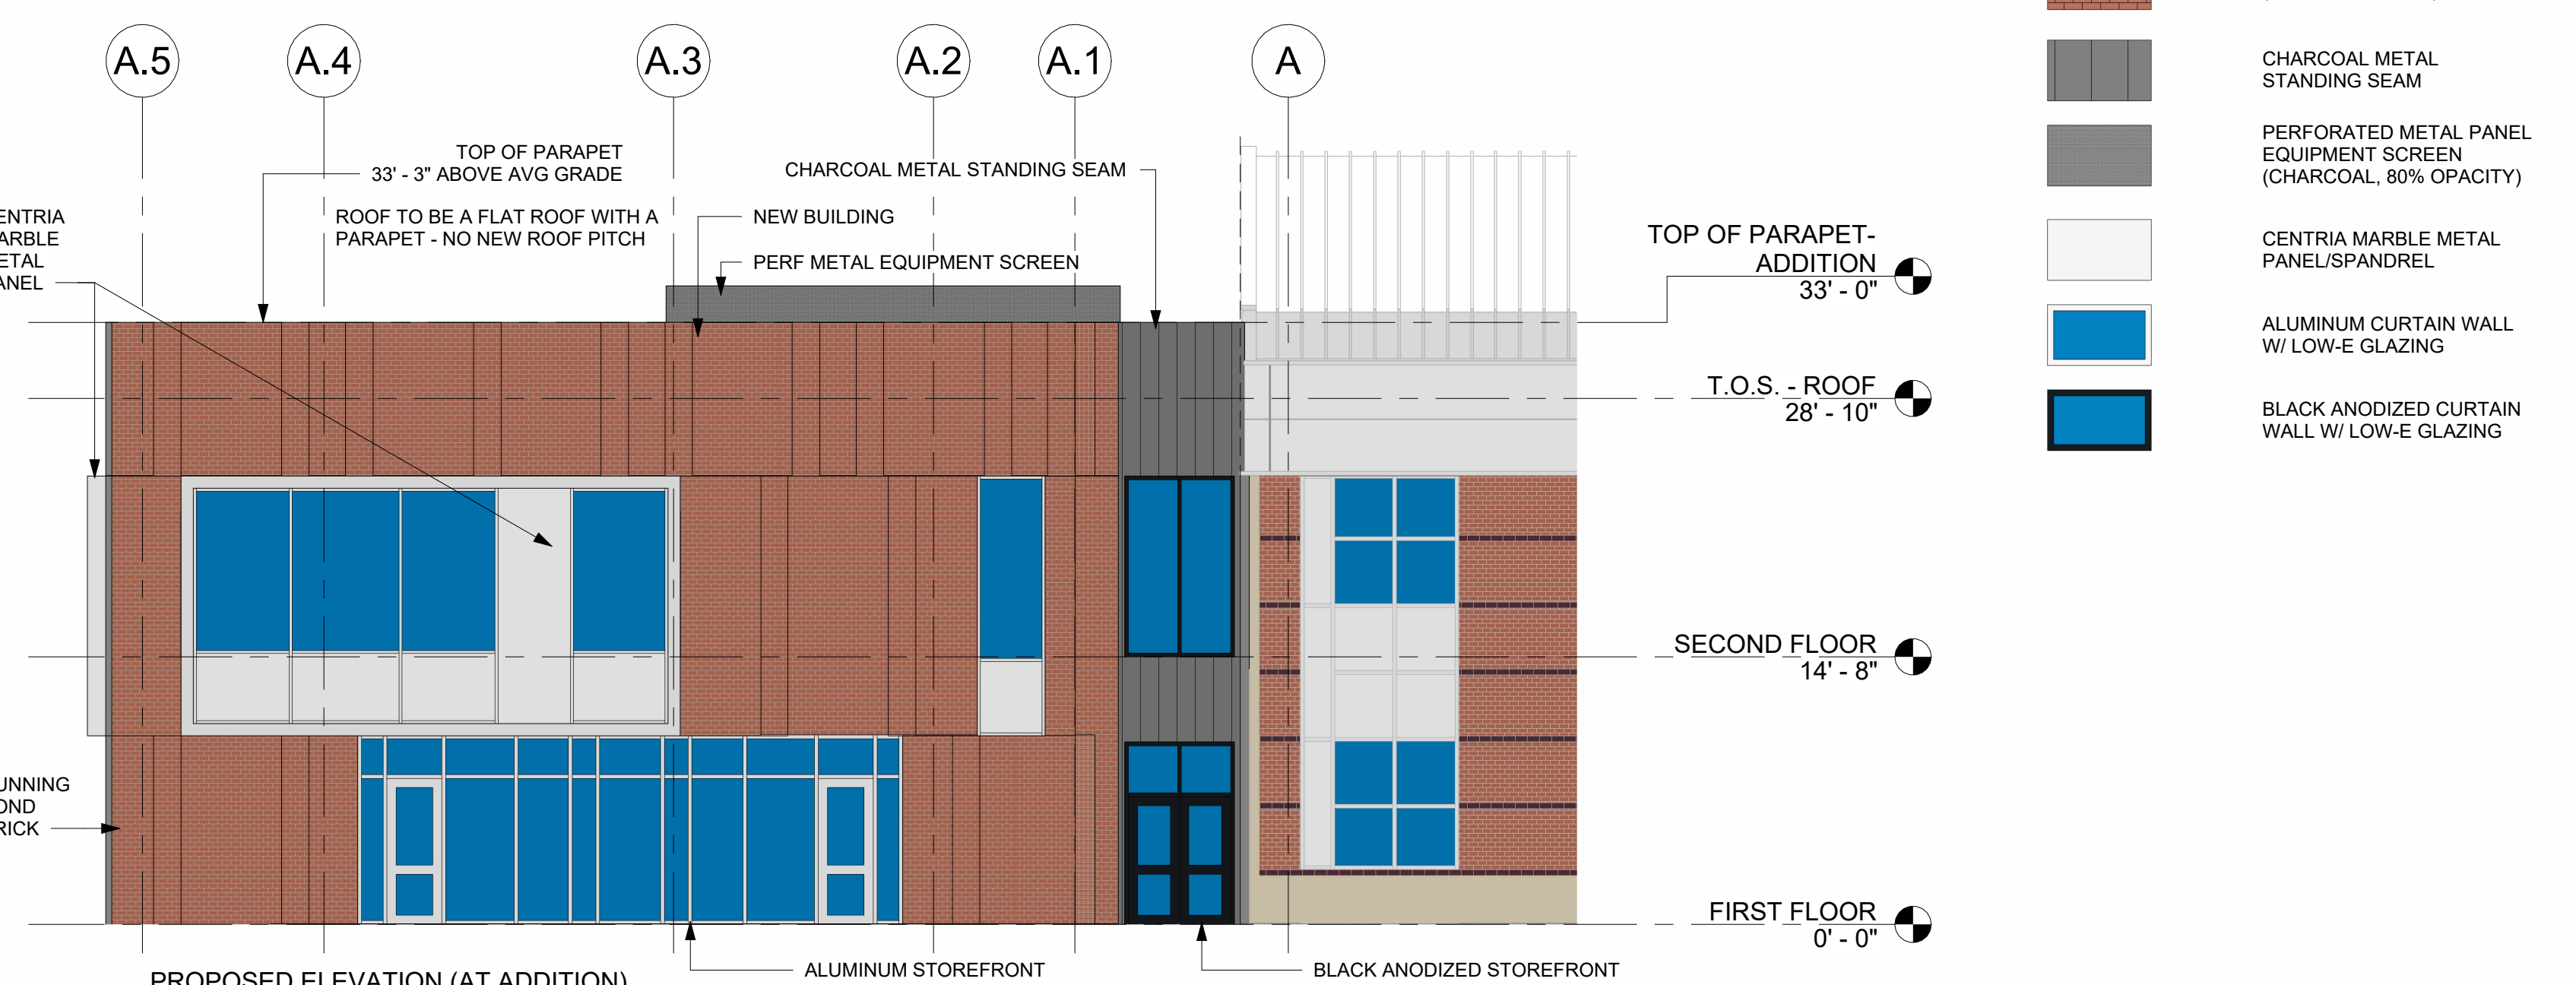 A.5
A.4
A.3
A.2
A.1
A
TOP OF PARAPET
33' - 3" ABOVE AVG GRADE
ROOF TO BE A FLAT ROOF WITH A
PARAPET - NO NEW ROOF PITCH
CHARCOAL METAL STANDING SEAM
NEW BUILDING
PERF METAL EQUIPMENT SCREEN
TOP OF PARAPET-
ADDITION
33' - 0"
T.O.S. - ROOF
28' - 10"
SECOND FLOOR
14' - 8"
FIRST FLOOR
0' - 0"
ALUMINUM STOREFRONT
BLACK ANODIZED STOREFRONT
PROPOSED ELEVATION (AT ADDITION)
CHARCOAL METAL
STANDING SEAM
PERFORATED METAL PANEL
EQUIPMENT SCREEN
(CHARCOAL, 80% OPACITY)
CENTRIA MARBLE METAL
PANEL/SPANDREL
ALUMINUM CURTAIN WALL
W/ LOW-E GLAZING
BLACK ANODIZED CURTAIN
WALL W/ LOW-E GLAZING